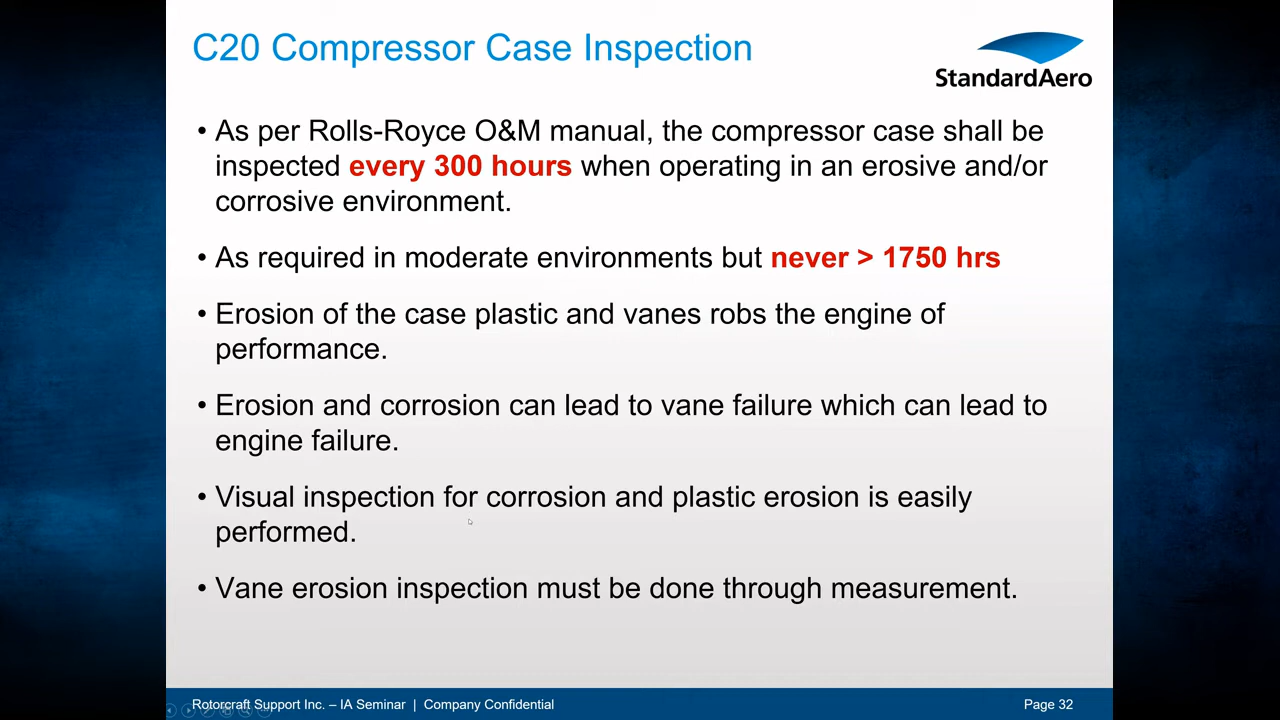 C20 Compressor Case Inspection
StandardAero
• As per Rolls-Royce O&M manual, the compressor case shall be
inspected every 300 hours when operating in an erosive and/or
corrosive environment.
• As required in moderate environments but never > 1750 hrs
• Erosion of the case plastic and vanes robs the engine of
performance.
• Erosion and corrosion can lead to vane failure which can lead to
engine failure.
• Visual inspection for corrosion and plastic erosion is easily
performed.
• Vane erosion inspection must be done through measurement.
Rotorcraft Support Inc. – IA Seminar | Company Confidential
Page 32